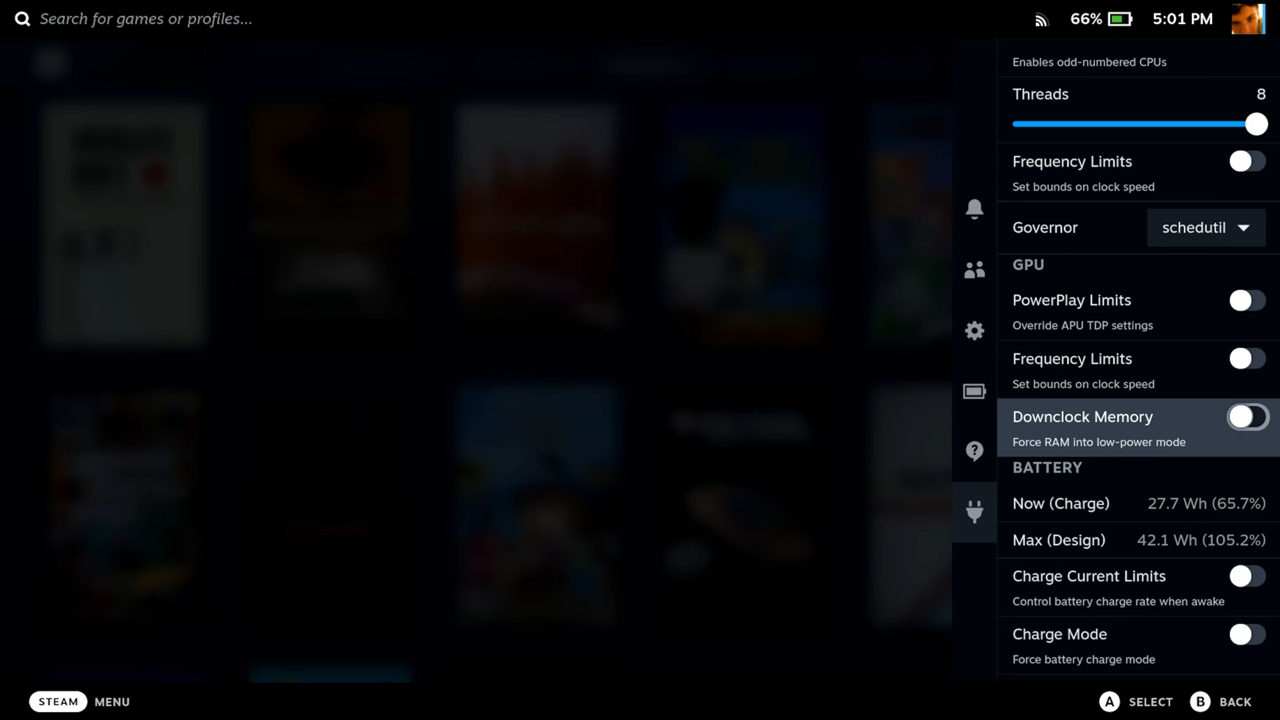 Search for games or profiles...
66%
5:01 PM
Enables odd-numbered CPUs
Threads 8
Frequency Limits
Set bounds on clock speed
Governor schedutil
GPU
PowerPlay Limits
Override APU TDP settings
Frequency Limits
Set bounds on clock speed
Downclock Memory
Force RAM into low-power mode
BATTERY
Now (Charge) 27.7 Wh (65.7%)
Max (Design) 42.1 Wh (105.2%)
Charge Current Limits
Control battery charge rate when awake
Charge Mode
Force battery charge mode
STEAM MENU
A SELECT B BACK